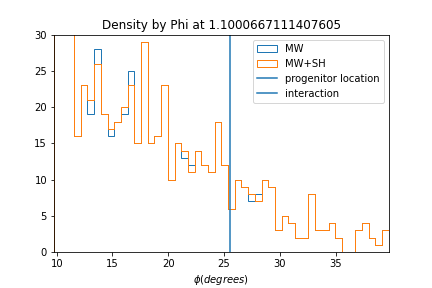 Density by Phi at 1.1000667111407605
MW
MW+SH
progenitor location
interaction
30
25
20
15
10
5
0
10
15
20
25
30
35
ϕ(degrees)